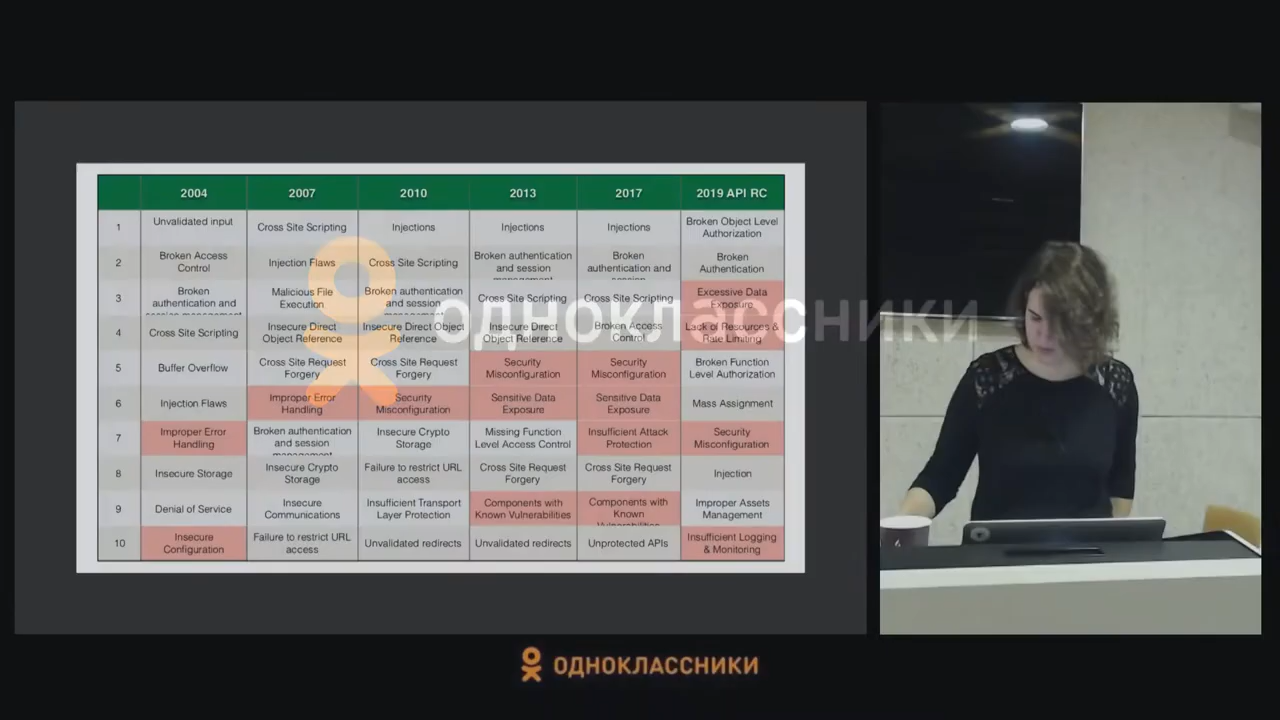 2004 2007 2010 2013 2017 2019 API RC
1 Unvalidated input Cross Site Scripting Injections Injections Injections Broken Object Level Authorization
2 Broken Access Control Injection Flaws Cross Site Scripting Broken authentication and session management Broken authentication and session Broken Authentication
3 Broken authentication and session management Malicious File Execution Broken authentication and session management Cross Site Scripting Cross Site Scripting Excessive Data Exposure
4 Cross Site Scripting Insecure Direct Object Reference Insecure Direct Object Reference Insecure Direct Object Reference Broken Access Control Lack of Resources & Rate Limiting
5 Buffer Overflow Cross Site Request Forgery Cross Site Request Forgery Security Misconfiguration Security Misconfiguration Broken Function Level Authorization
6 Injection Flaws Improper Error Handling Security Misconfiguration Sensitive Data Exposure Sensitive Data Exposure Mass Assignment
7 Improper Error Handling Broken authentication and session management Insecure Crypto Storage Missing Function Level Access Control Insufficient Attack Protection Security Misconfiguration
8 Insecure Storage Insecure Crypto Storage Failure to restrict URL access Cross Site Request Forgery Cross Site Request Forgery Injection
9 Denial of Service Insecure Communications Insufficient Transport Layer Protection Components with Known Vulnerabilities Components with Known Vulnerabilities Improper Assets Management
10 Insecure Configuration Failure to restrict URL access Unvalidated redirects Unvalidated redirects Unprotected APIs Insufficient Logging & Monitoring
одноклассники
ОДНОКЛАССНИКИ